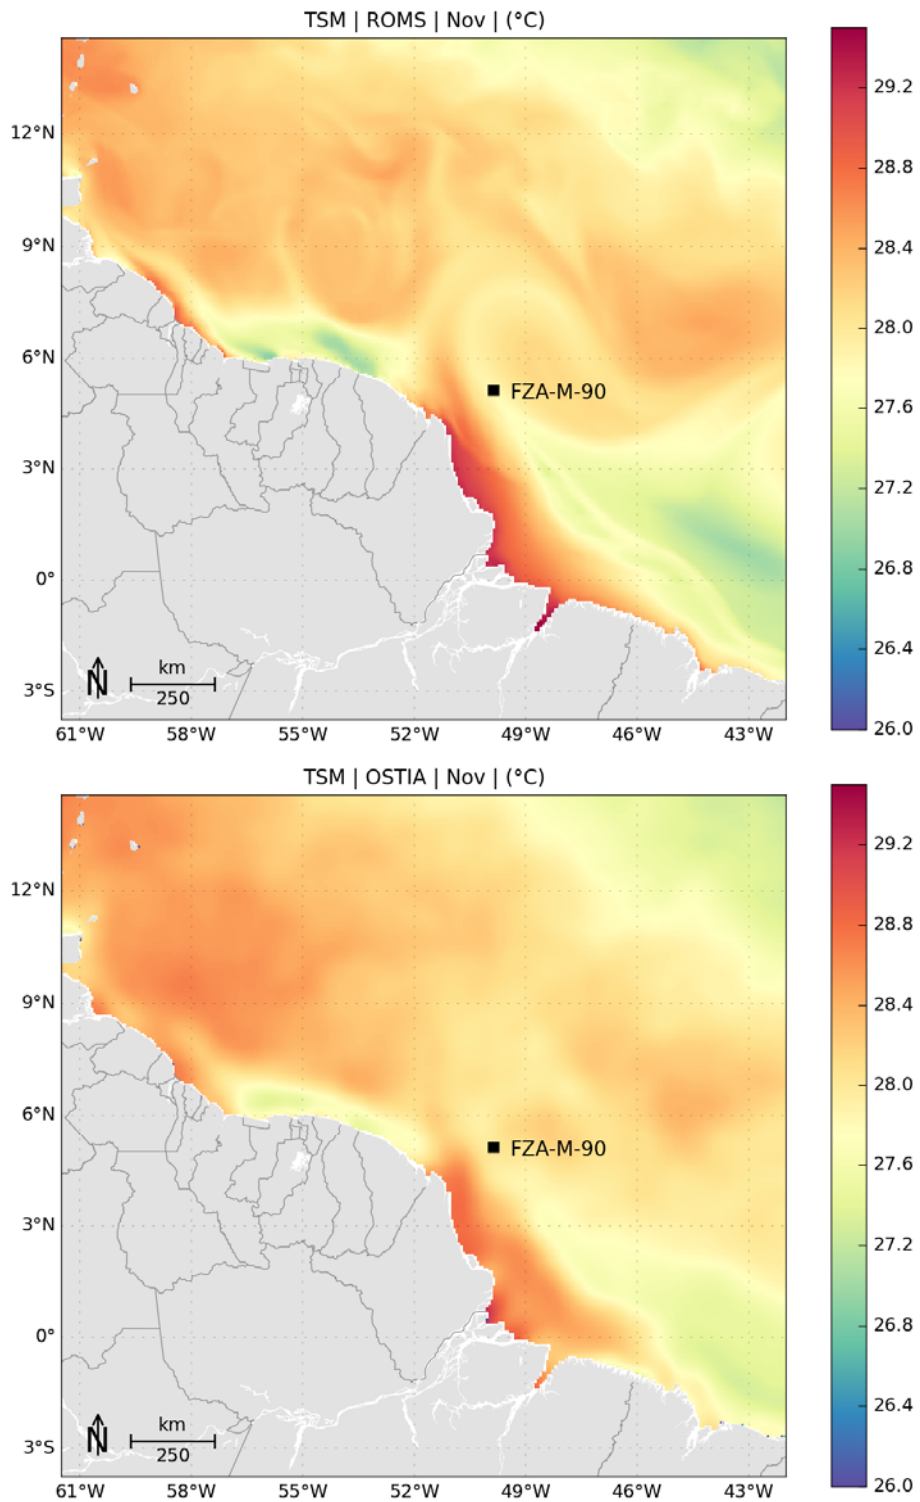 TSM | ROMS | Nov | (°C)
12°N
9°N
6°N
3°N
0°
3°S
FZA-M-90
N
km
250
61°W 58°W 55°W 52°W 49°W 46°W 43°W
29.2
28.8
28.4
28.0
27.6
27.2
26.8
26.4
26.0
TSM | OSTIA | Nov | (°C)
12°N
9°N
6°N
3°N
0°
3°S
FZA-M-90
N
km
250
61°W 58°W 55°W 52°W 49°W 46°W 43°W
29.2
28.8
28.4
28.0
27.6
27.2
26.8
26.4
26.0